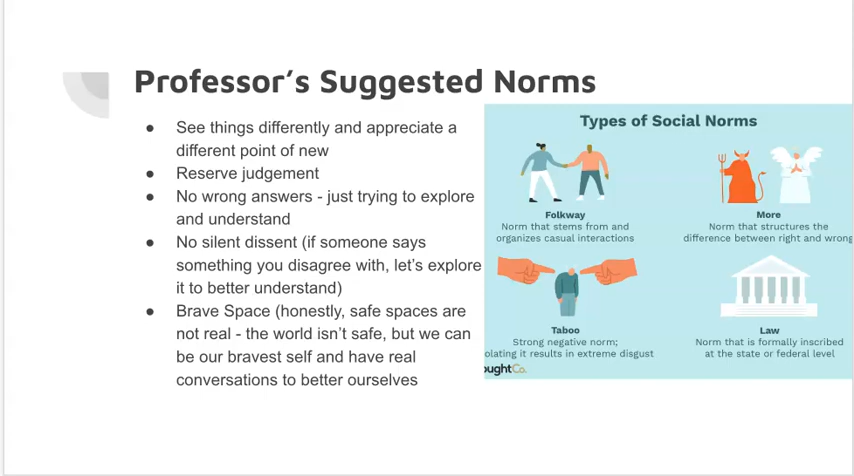 Professor's Suggested Norms
● See things differently and appreciate a
different point of new
● Reserve judgement
● No wrong answers - just trying to explore
and understand
● No silent dissent (if someone says
something you disagree with, let's explore
it to better understand)
● Brave Space (honestly, safe spaces are
not real - the world isn't safe, but we can
be our bravest self and have real
conversations to better ourselves
Types of Social Norms
Folkway
Norm that stems from and
organizes casual interactions
More
Norm that structures the
difference between right and wrong
Taboo
Strong negative norm;
olating it results in extreme disgust
Law
Norm that is formally inscribed
at the state or federal level
oughtCo.